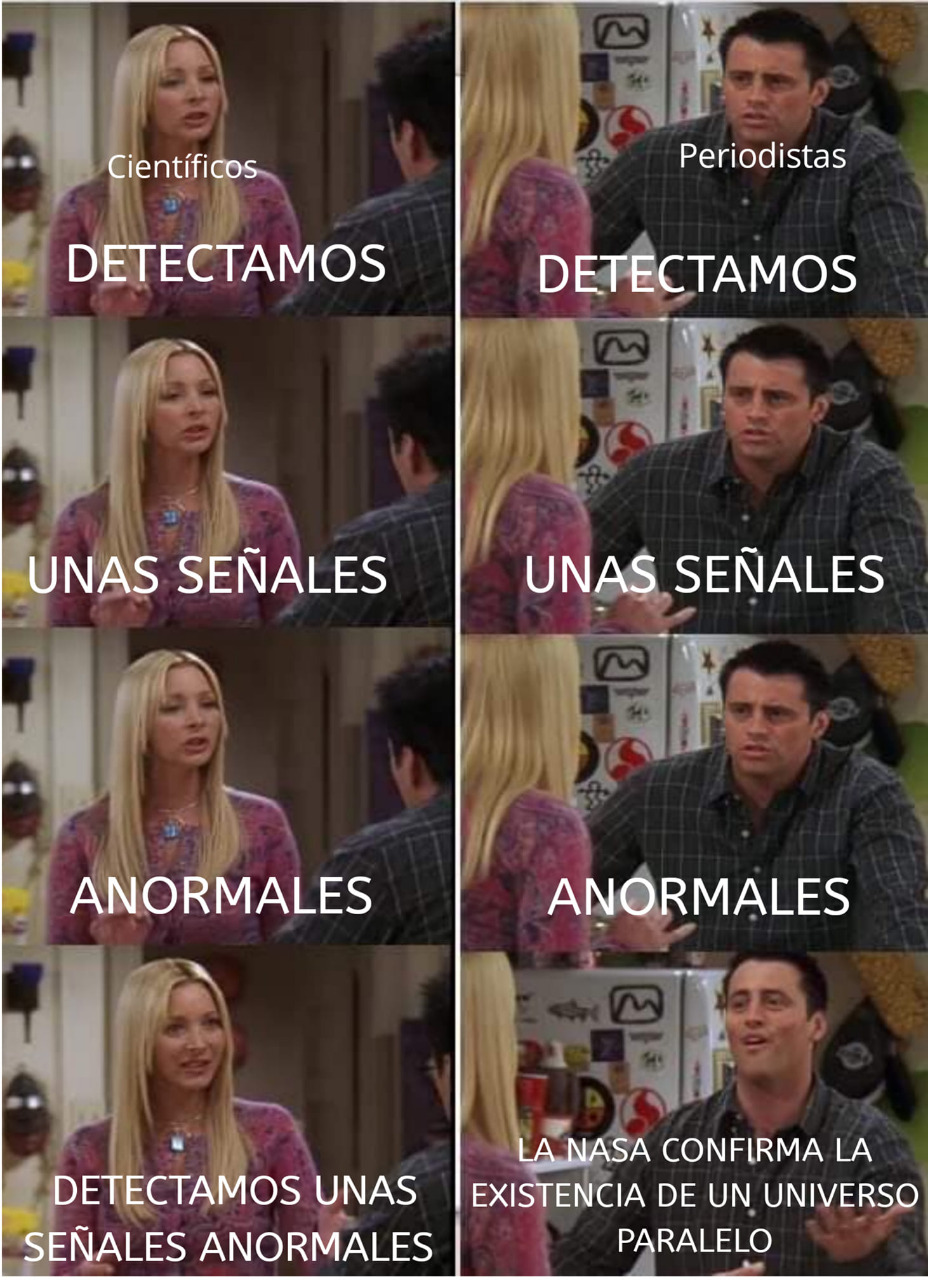 Científicos
DETECTAMOS
Periodistas
DETECTAMOS
UNAS SEÑALES
UNAS SEÑALES
ANORMALES
ANORMALES
DETECTAMOS UNAS
SEÑALES ANORMALES
LA NASA CONFIRMA LA
EXISTENCIA DE UN UNIVERSO
PARALELO